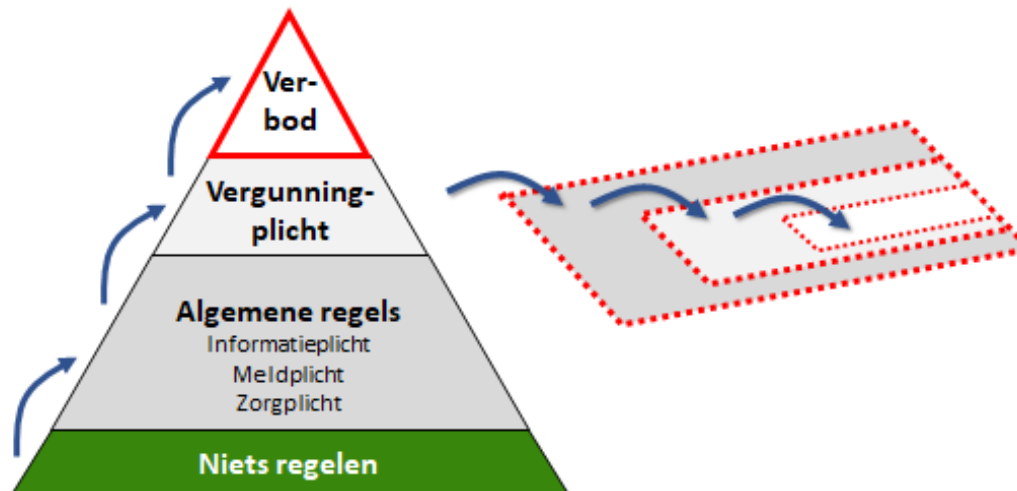 Ver-
bod
Vergunning-
plicht
Algemene regels
Informatieplicht
Meldplicht
Zorgplicht
Niets regelen